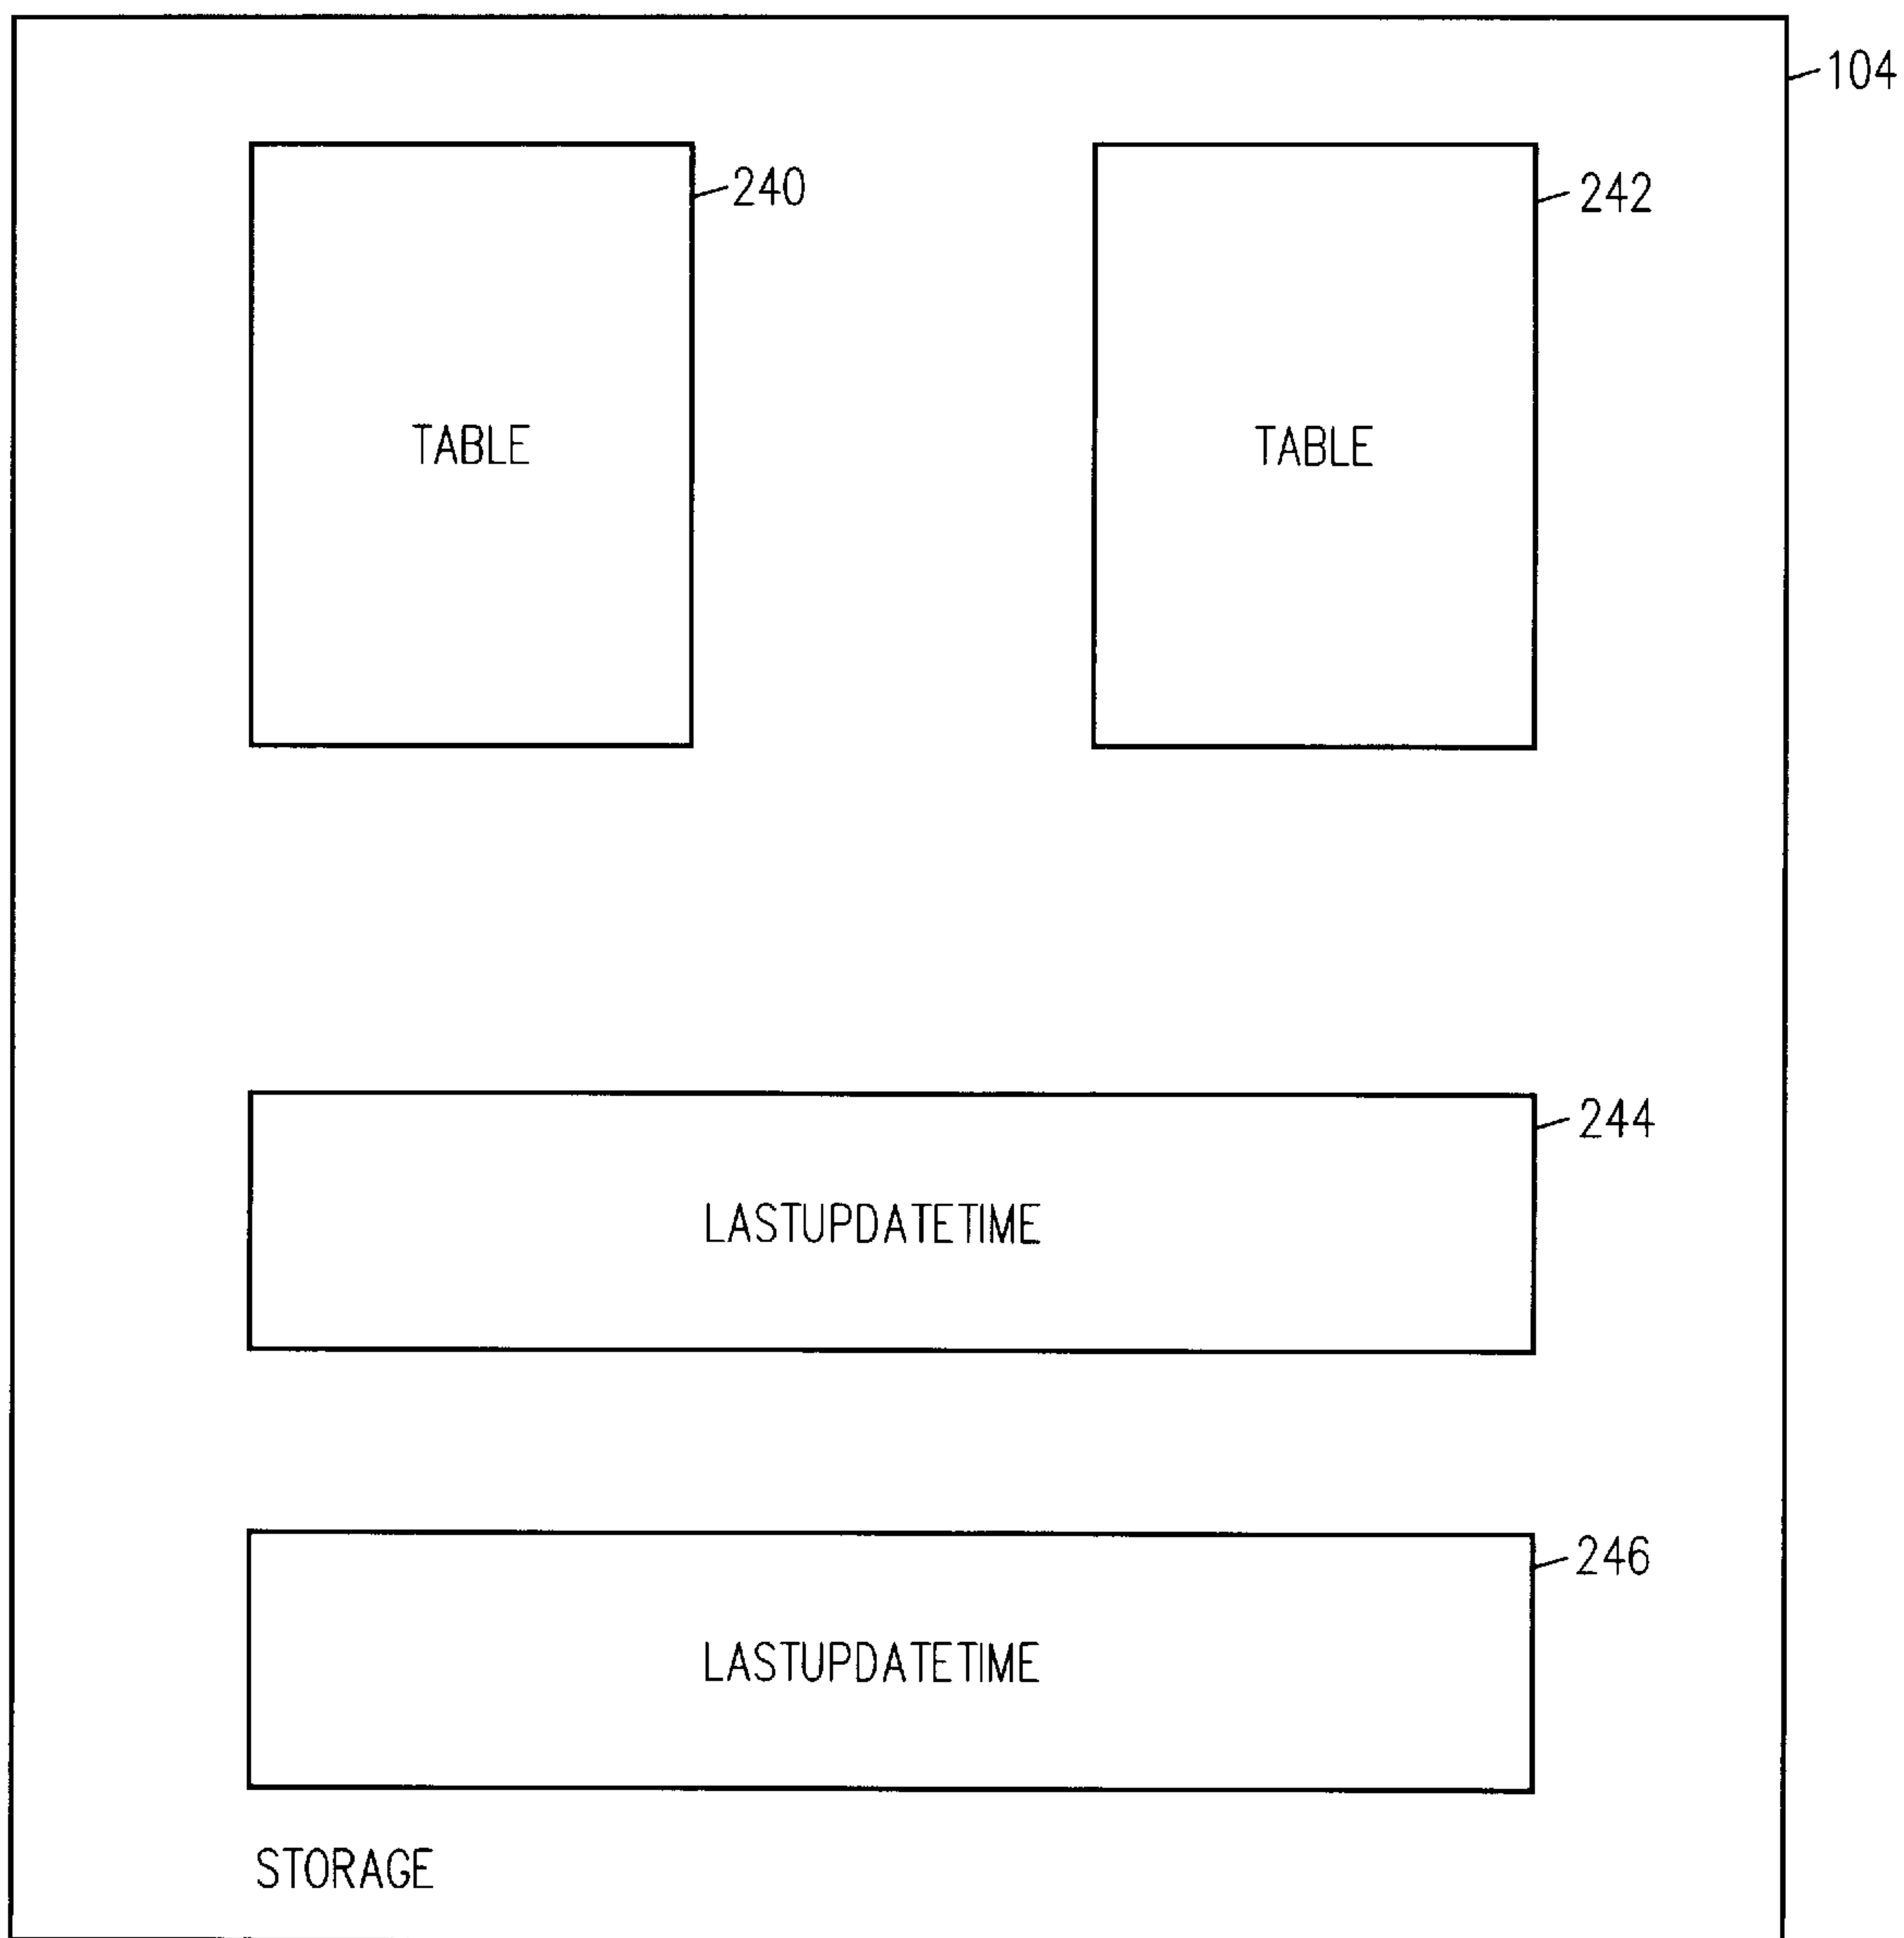 104
240
242
TABLE
TABLE
244
LASTUPDATETIME
246
LASTUPDATETIME
STORAGE